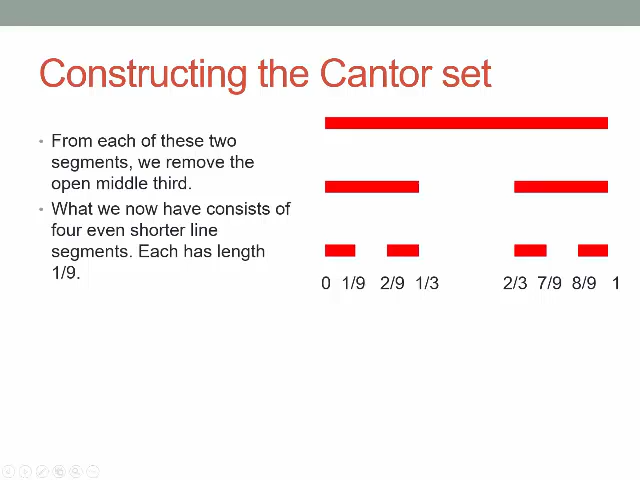 Constructing the Cantor set
• From each of these two
segments, we remove the
open middle third.
• What we now have consists of
four even shorter line
segments. Each has length
1/9.
0 1/9 2/9 1/3 2/3 7/9 8/9 1